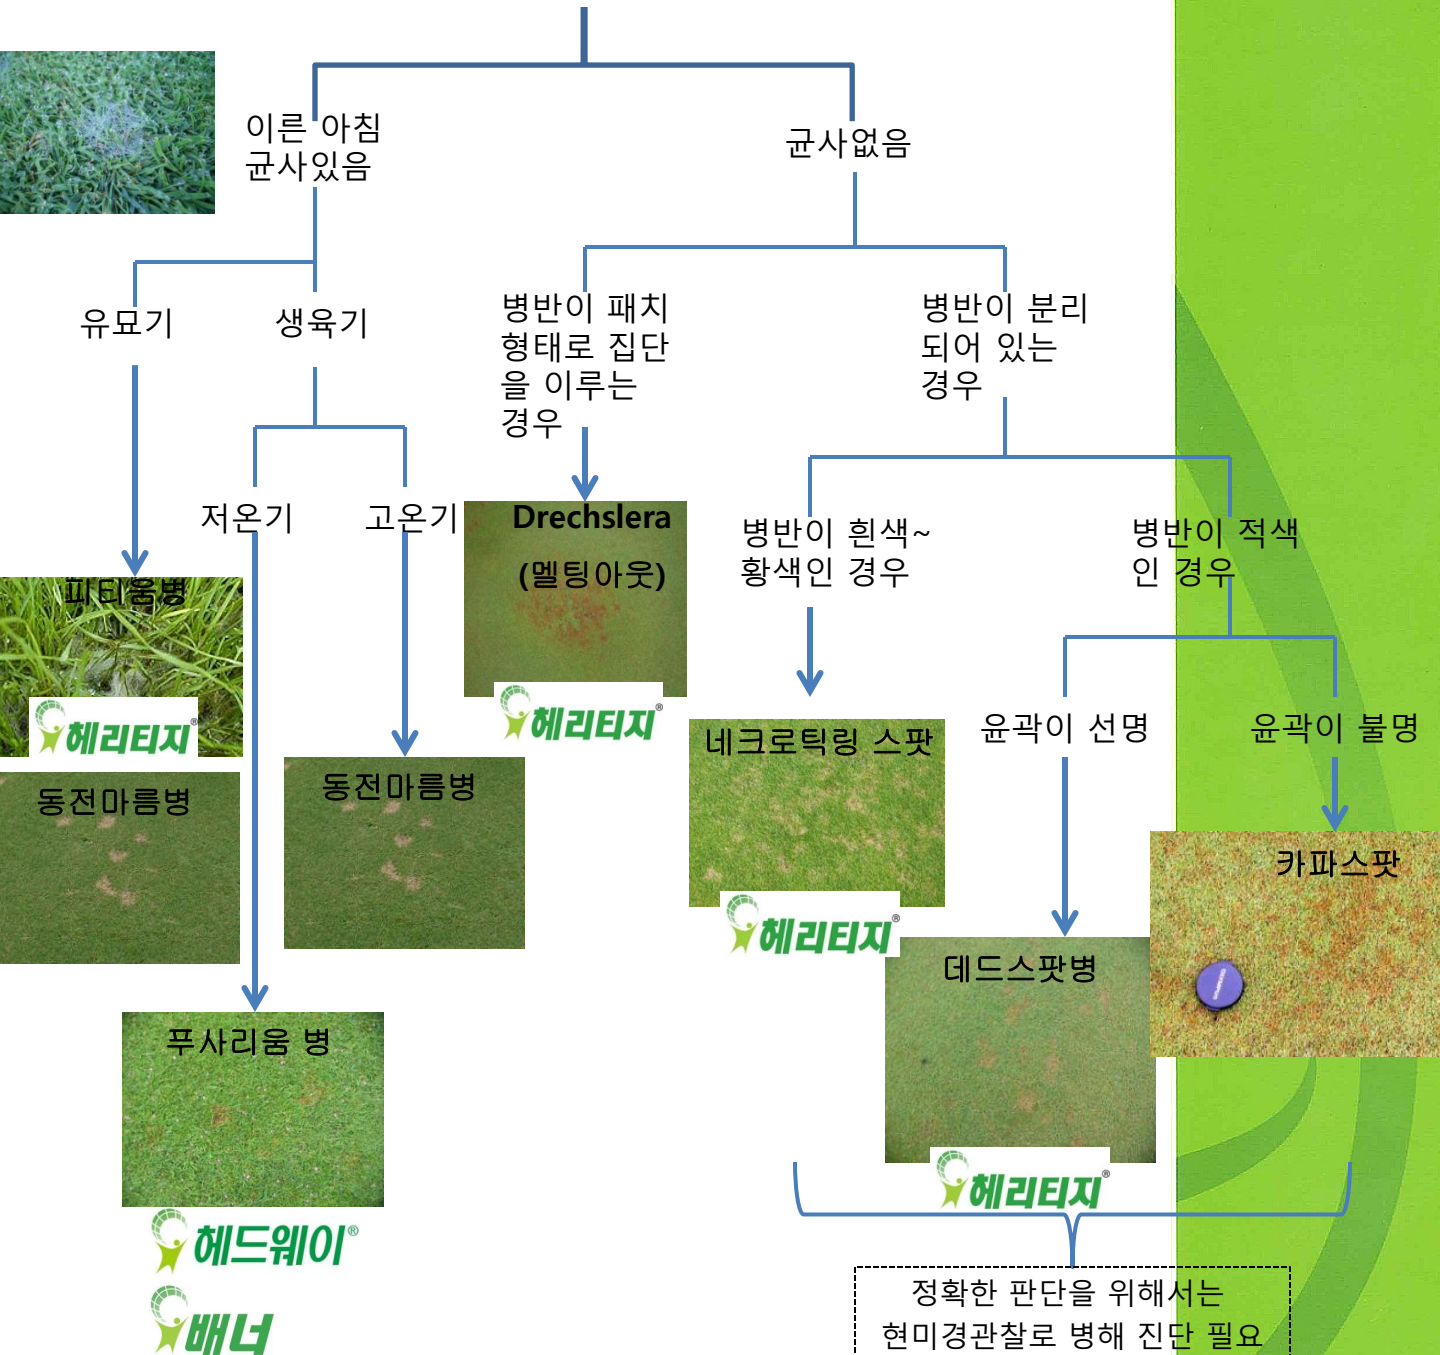 이른 아침
균사있음
균사없음
유묘기
생육기
병반이 패치
형태로 집단
을 이루는
경우
병반이 분리
되어 있는
경우
저온기
고온기
Drechslera
(멜팅아웃)
병반이 흰색~
황색인 경우
병반이 적색
인 경우
피티움병
헤리티지®
헤리티지®
동전마름병
동전마름병
네크로틱링 스팟
헤리티지®
윤곽이 선명
윤곽이 불명
카파스팟
데드스팟병
헤리티지®
푸사리움 병
헤드웨이®
배너
정확한 판단을 위해서는
현미경관찰로 병해 진단 필요